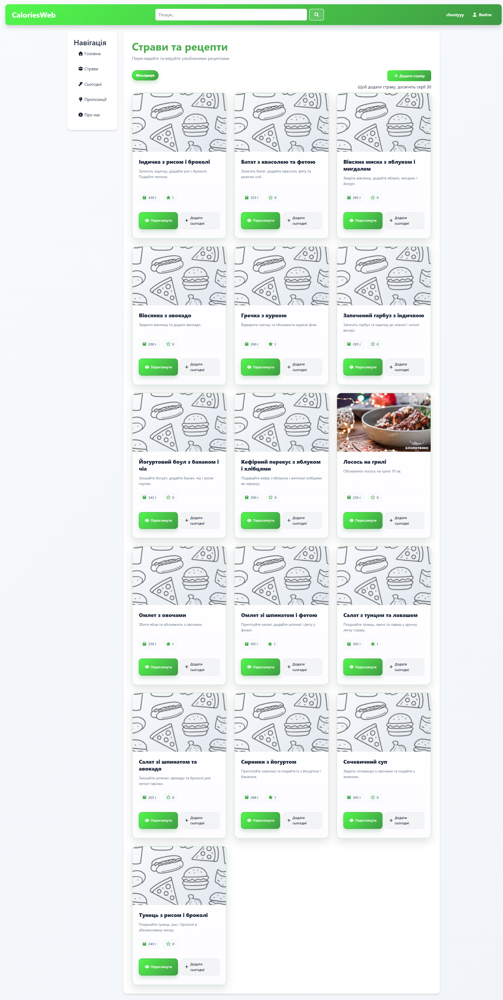 CaloriesWeb
Пошук...
chostyyy
Вийти
Навігація
Головна
Страви
Сьогодні
Пропозиції
Про нас
Страви та рецепти
Переглядайте та керуйте улюбленими рецептами
Фільтрація
Додати страву
Щоб додати страву, досягніть серії 30
Індичка з рисом і броколі
Запечіть індичку, додайте рис і броколі.
Подайте теплою.
430 г
1
Переглянути
Додати
сьогодні
Батат з квасолею та фетою
Запечіть батат, додайте квасолю, фету та
краплю олії.
325 г
0
Переглянути
Додати
сьогодні
Вівсяна миска з яблуком і
мигдалем
Зваріть вівсянку, додайте яблуко, мигдаль і
йогурт.
285 г
0
Переглянути
Додати
сьогодні
Вівсянка з авокадо
Зварити вівсянку та додати авокадо.
200 г
0
Переглянути
Додати
сьогодні
Гречка з куркою
Відварити гречку та обсмажити куряче філе.
300 г
1
Переглянути
Додати
сьогодні
Запечений гарбуз з індичкою
Запечіть гарбуз та індичку до ніжної і ситної
вечері.
295 г
0
Переглянути
Додати
сьогодні
Йогуртовий боул з бананом і
чіа
Змішайте йогурт, додайте банан, чіа і трохи
горіхів.
342 г
0
Переглянути
Додати
сьогодні
Кефірний перекус з яблуком
і хлібцями
Подавайте кефір з яблуком і житніми хлібцями
як перекус.
300 г
0
Переглянути
Додати
сьогодні
КЛОПОТЕНКО
Лосось на грилі
Обсмажити лосось на грилі 10 хв.
220 г
0
Переглянути
Додати
сьогодні
Омлет з овочами
Збити яйця та обсмажити з овочами.
250 г
1
Переглянути
Додати
сьогодні
Омлет зі шпинатом і фетою
Приготуйте омлет, додайте шпинат і фету у
фіналі.
195 г
1
Переглянути
Додати
сьогодні
Салат з тунцем та лавашем
Поєднайте тунець, овочі та лаваш у зручну
легку страву.
305 г
1
Переглянути
Додати
сьогодні
Салат зі шпинатом та
авокадо
Змішайте шпинат, авокадо та броколі для
легкої тарілки.
205 г
0
Переглянути
Додати
сьогодні
Сирники з йогуртом
Приготуйте сирники та подайте їх з йогуртом і
бананом.
288 г
1
Переглянути
Додати
сьогодні
Сочевичний суп
Зваріть сочевицю з овочами та подайте з
зеленню.
305 г
0
Переглянути
Додати
сьогодні
Тунець з рисом і броколі
Поєднайте тунець, рис і броколі в
збалансовану миску.
345 г
0
Переглянути
Додати
сьогодні